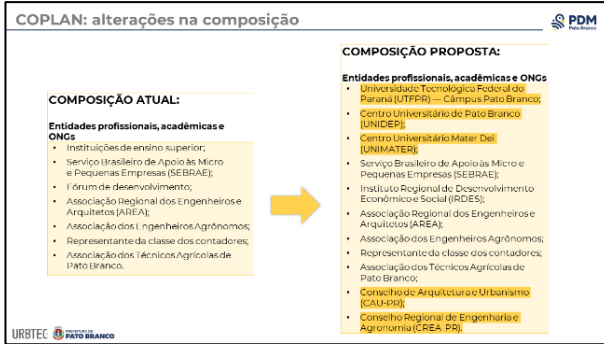 COPLAN: alterações na composição
PDM
Pato Branco
COMPOSIÇÃO ATUAL:
Entidades profissionais, acadêmicas e
ONGs
• Instituições de ensino superior;
• Serviço Brasileiro de Apoio às Micro
e Pequenas Empresas (SEBRAE);
• Fórum de desenvolvimento;
• Associação Regional dos Engenheiros e
Arquitetos (AREA);
• Associação dos Engenheiros Agrônomos;
• Representante da classe dos contadores;
• Associação dos Técnicos Agrícolas de
Pato Branco.
COMPOSIÇÃO PROPOSTA:
Entidades profissionais, acadêmicas e ONGs
• Universidade Tecnológica Federal do
Paraná (UTFPR) — Câmpus Pato Branco;
• Centro Universitário de Pato Branco
(UNIDEP);
• Centro Universitário Mater Dei
(UNIMATER);
• Serviço Brasileiro de Apoio às Micro e
Pequenas Empresas (SEBRAE);
• Instituto Regional de Desenvolvimento
Econômico e Social (IRDES);
• Associação Regional dos Engenheiros e
Arquitetos (AREA);
• Associação dos Engenheiros Agrônomos;
• Representante da classe dos contadores;
• Associação dos Técnicos Agrícolas de
Pato Branco;
• Conselho de Arquitetura e Urbanismo
(CAU-PR);
• Conselho Regional de Engenharia e
Agronomia (CREA-PR).
URBTEC
PREFEITURA DE
PATO BRANCO